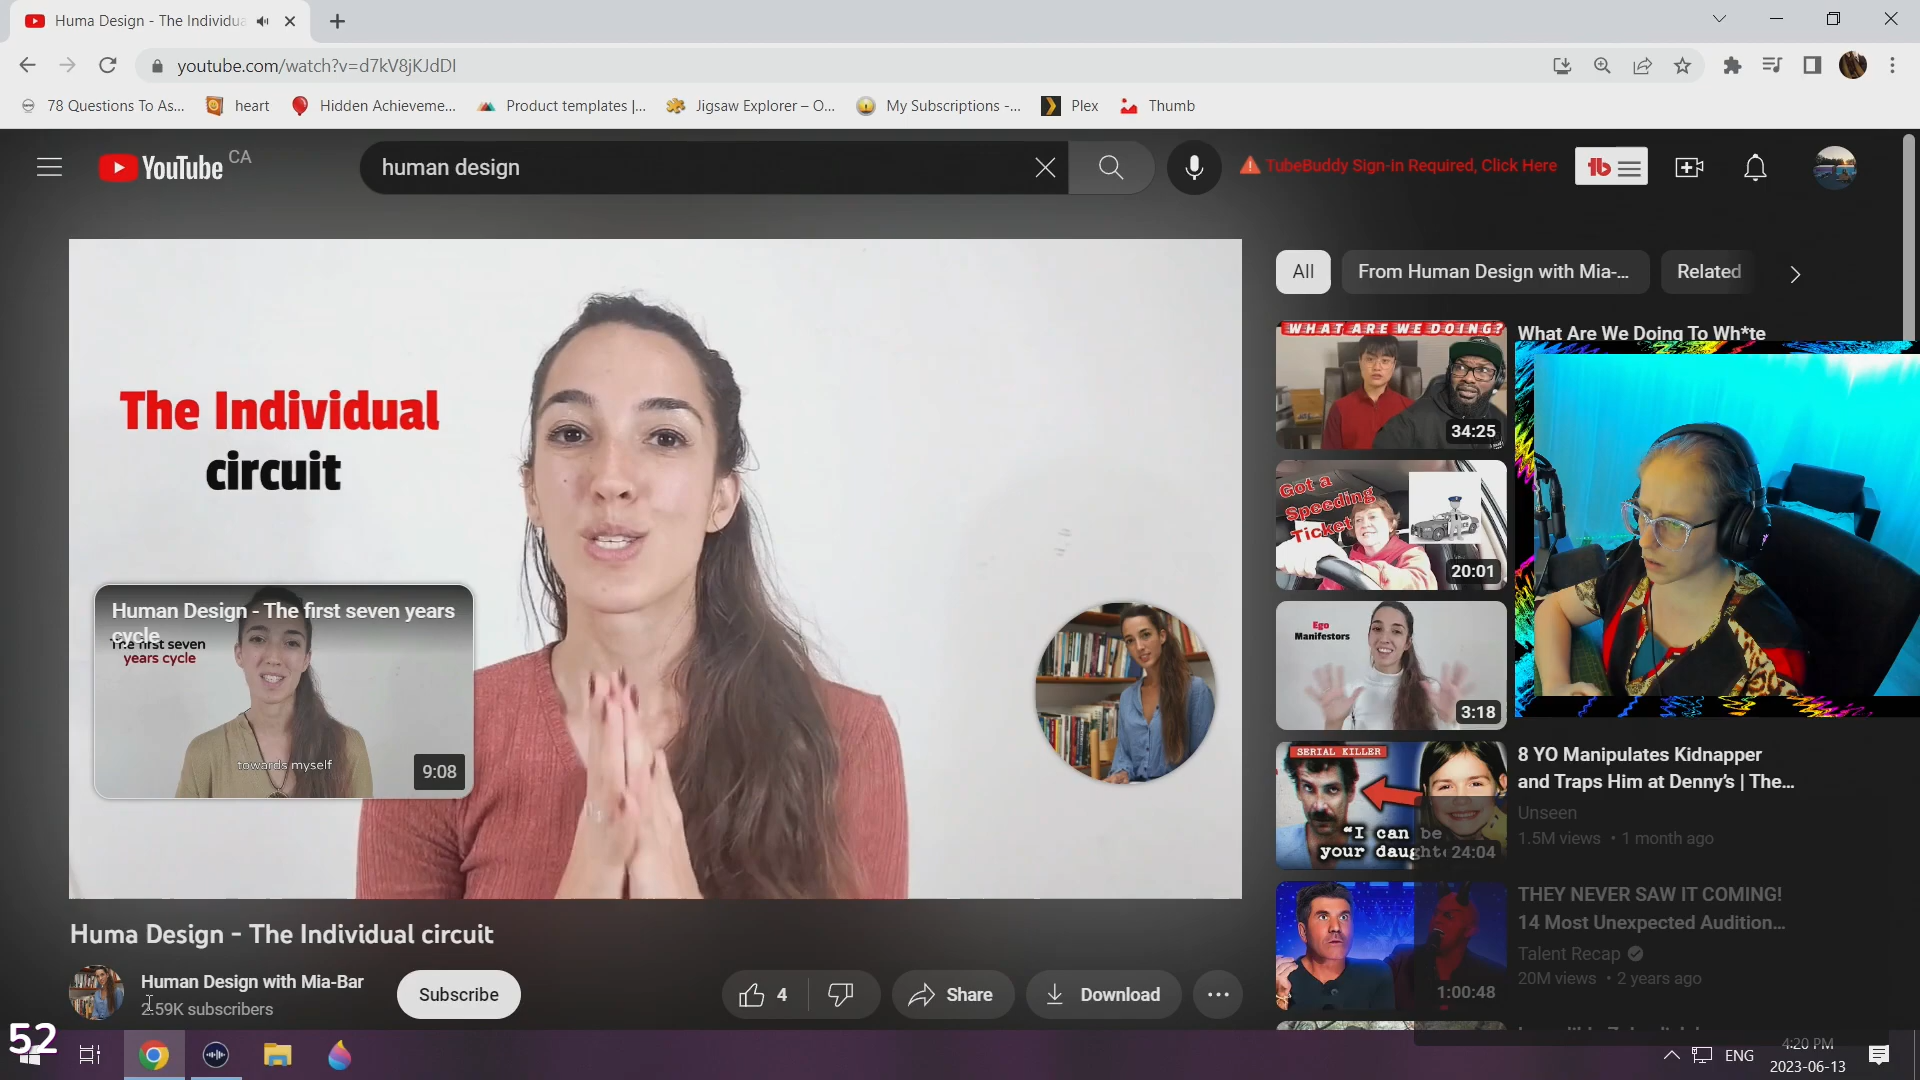 Huma Design - The Individua
youtube.com/watch?v=d7kV8jKJdDI
78 Questions To As...
heart
Hidden Achieveme...
Product templates |...
Jigsaw Explorer – O...
My Subscriptions -...
Plex
Thumb
YouTube CA
human design
TubeBuddy Sign-in Required, Click Here
tb
The Individual
circuit
Human Design - The first seven years
cycle
The first seven
years cycle
towards myself
9:08
All
From Human Design with Mia-...
Related
WHAT ARE WE DOING?
34:25
What Are We Doing To Wh*te
Got a
Speeding
Ticket
20:01
Ego
Manifestors
3:18
SERIAL KILLER
"I can be
your daught
24:04
8 YO Manipulates Kidnapper
and Traps Him at Denny's | The...
Unseen
1.5M views • 1 month ago
1:00:48
THEY NEVER SAW IT COMING!
14 Most Unexpected Audition...
Talent Recap
20M views • 2 years ago
Huma Design - The Individual circuit
Human Design with Mia-Bar
2.59K subscribers
Subscribe
4
Share
Download
52
ENG
4:20 PM
2023-06-13